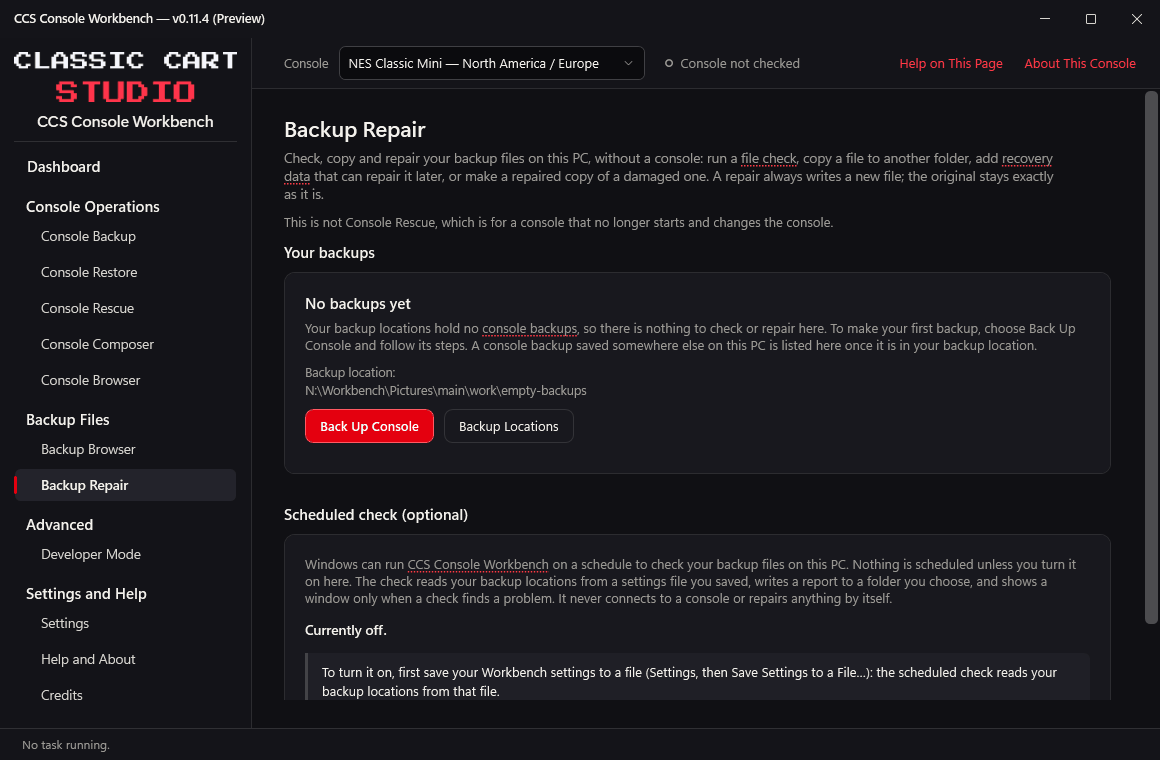 CCS Console Workbench — v0.11.4 (Preview)
CLASSIC CART
STUDIO
CCS Console Workbench
Dashboard
Console Operations
Console Backup
Console Restore
Console Rescue
Console Composer
Console Browser
Backup Files
Backup Browser
Backup Repair
Advanced
Developer Mode
Settings and Help
Settings
Help and About
Credits
Console
NES Classic Mini — North America / Europe
Console not checked
Help on This Page
About This Console
Backup Repair
Check, copy and repair your backup files on this PC, without a console: run a file check, copy a file to another folder, add recovery
data that can repair it later, or make a repaired copy of a damaged one. A repair always writes a new file; the original stays exactly
as it is.
This is not Console Rescue, which is for a console that no longer starts and changes the console.
Your backups
No backups yet
Your backup locations hold no console backups, so there is nothing to check or repair here. To make your first backup, choose Back Up
Console and follow its steps. A console backup saved somewhere else on this PC is listed here once it is in your backup location.
Backup location:
N:\Workbench\Pictures\main\work\empty-backups
Back Up Console
Backup Locations
Scheduled check (optional)
Windows can run CCS Console Workbench on a schedule to check your backup files on this PC. Nothing is scheduled unless you turn it
on here. The check reads your backup locations from a settings file you saved, writes a report to a folder you choose, and shows a
window only when a check finds a problem. It never connects to a console or repairs anything by itself.
Currently off.
To turn it on, first save your Workbench settings to a file (Settings, then Save Settings to a File...): the scheduled check reads your
backup locations from that file.
No task running.